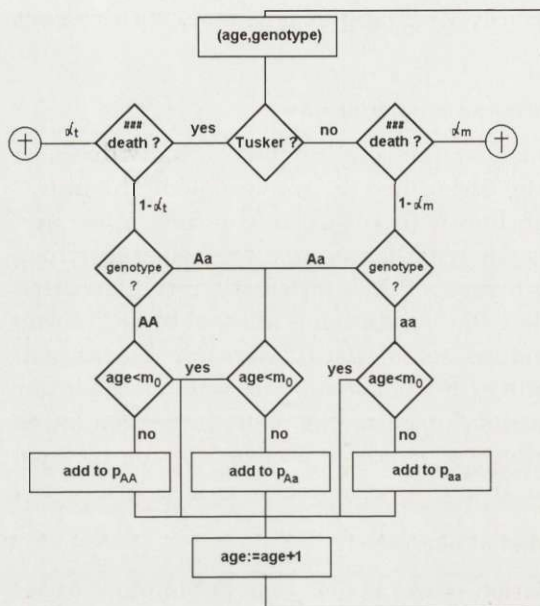 (age,genotype)
αt ### death ? yes Tusker ? no ### death ? αm
1-αt 1-αm
genotype ? Aa Aa genotype ?
AA aa
age<m0 yes age<m0 yes age<m0
no no no
add to pAA add to pAa add to paa
age:=age+1